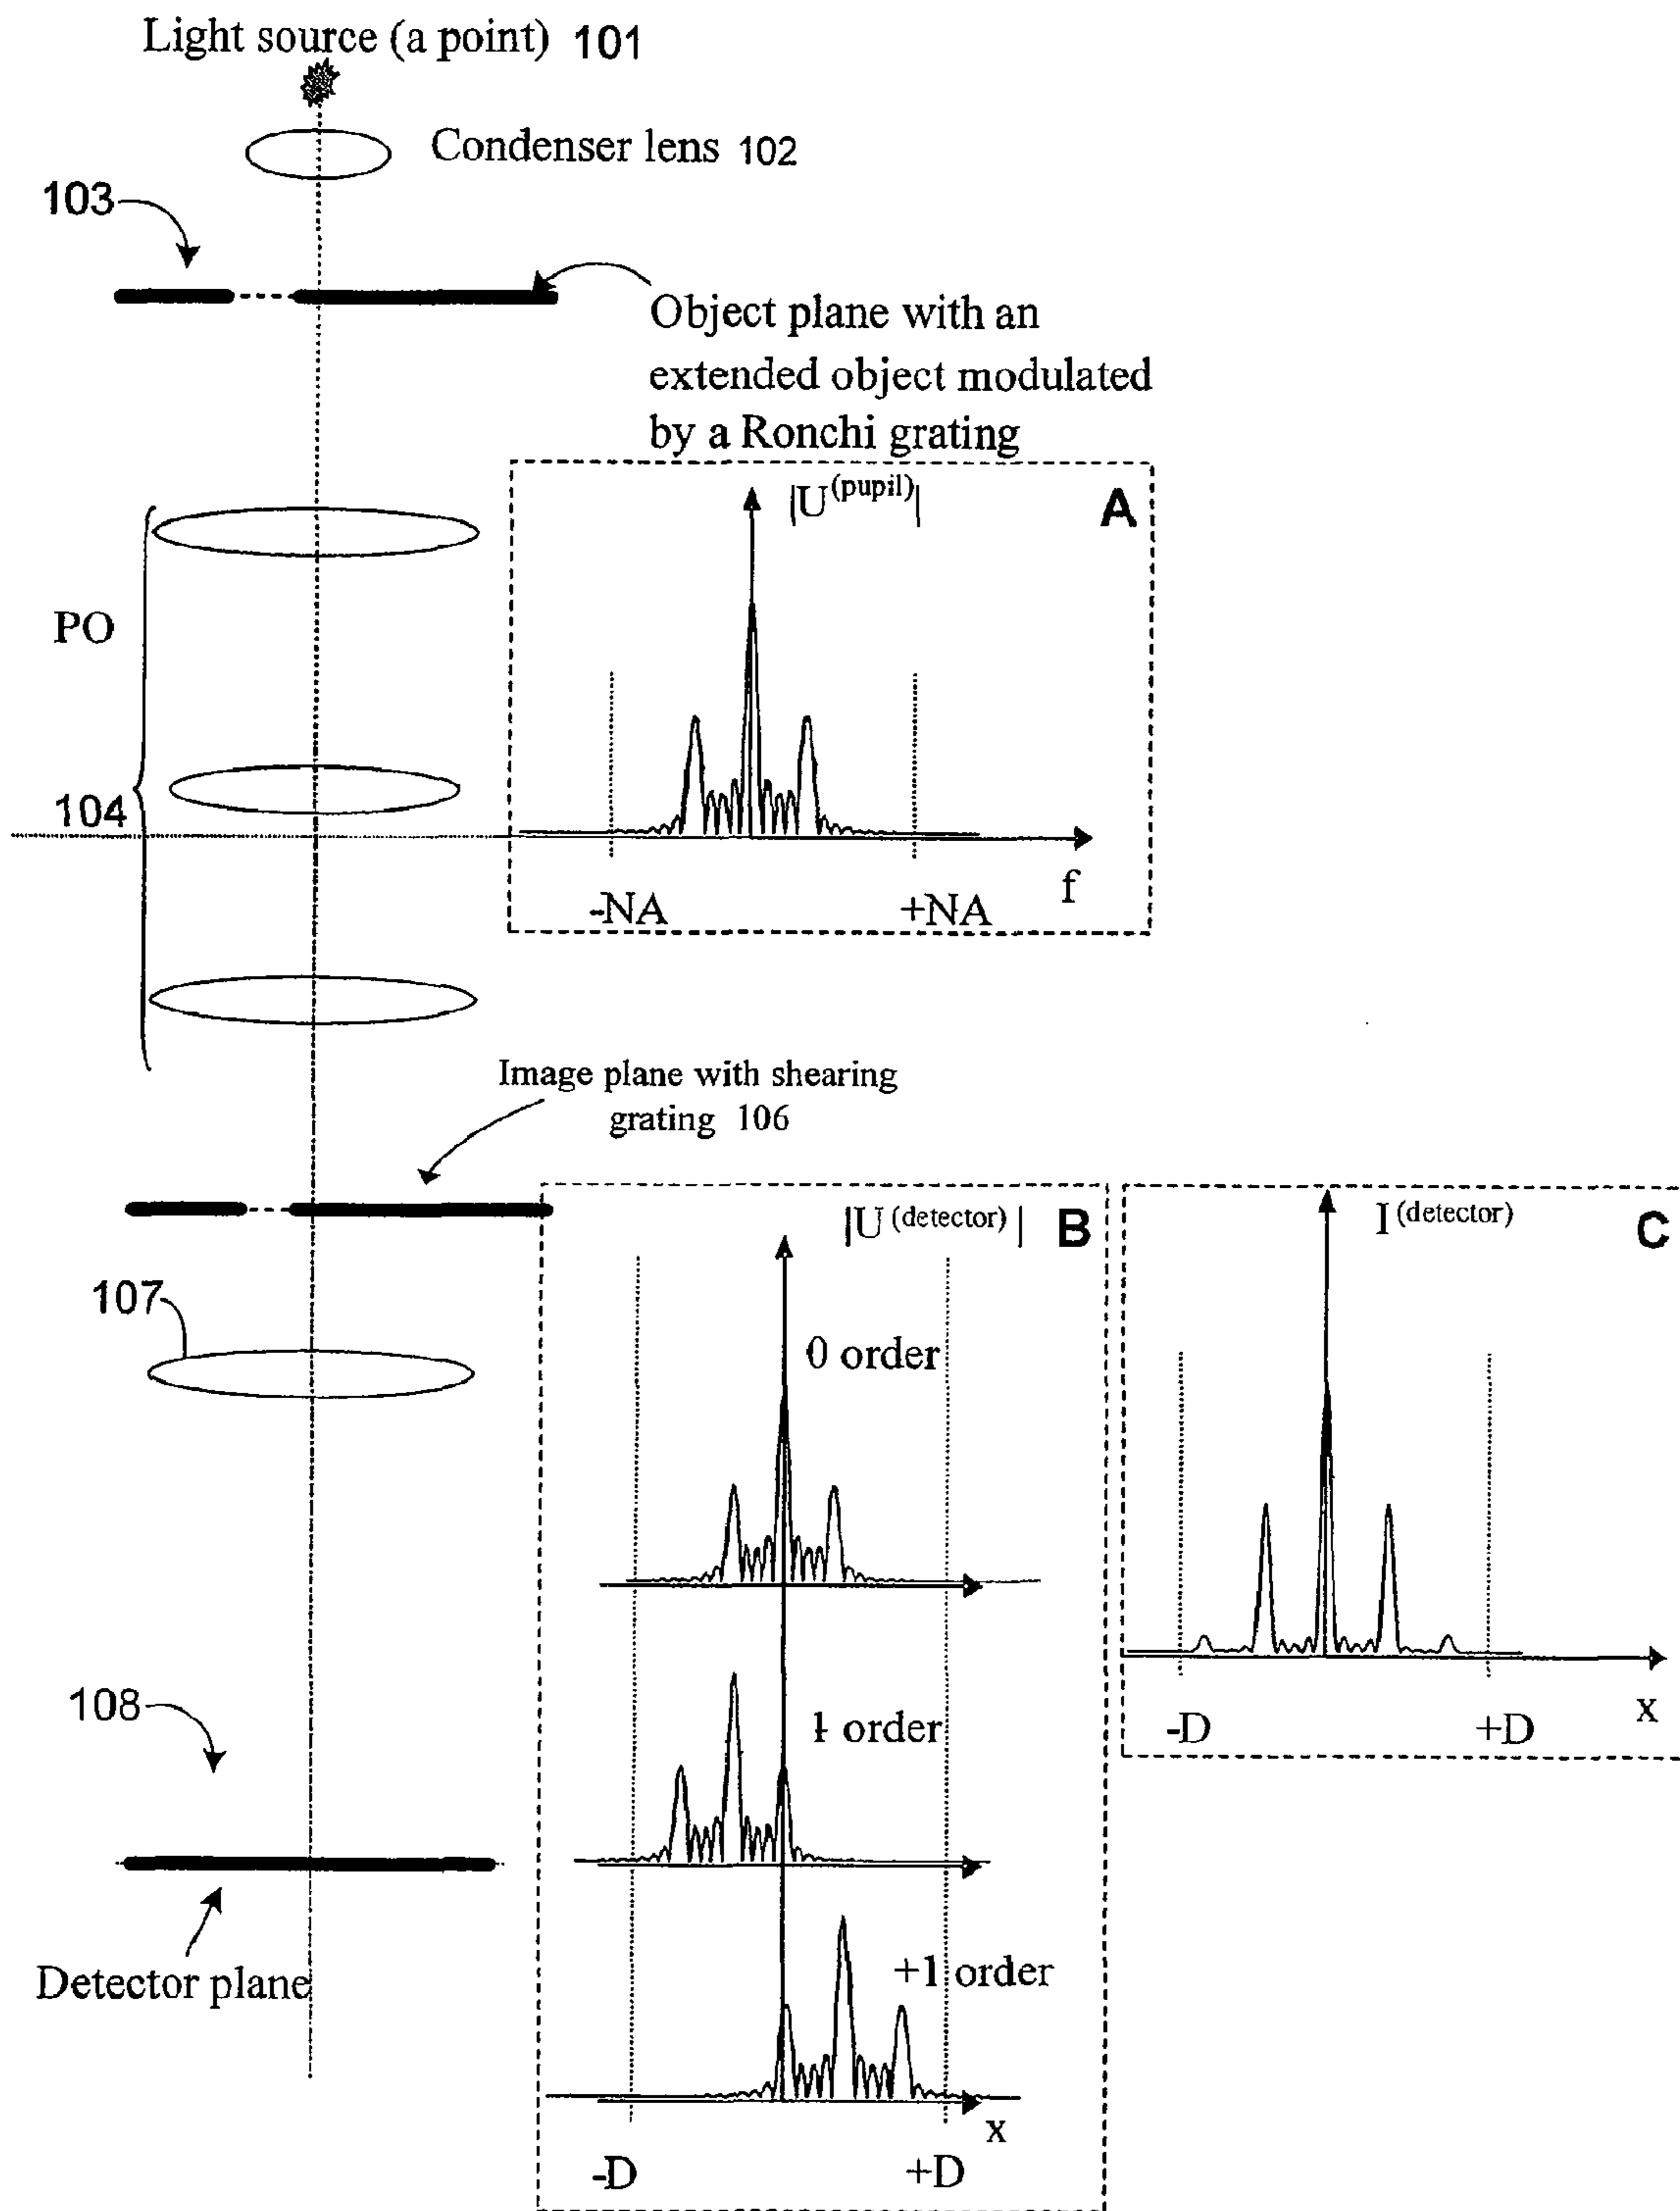 Light source (a point) 101
Condenser lens 102
103
Object plane with an
extended object modulated
by a Ronchi grating
|U(pupil)|
A
PO
104
-NA
+NA
f
Image plane with shearing
grating 106
|U (detector) |
B
I (detector)
C
107
0 order
-D
+D
x
108
1 order
Detector plane
+1 order
x
-D
+D